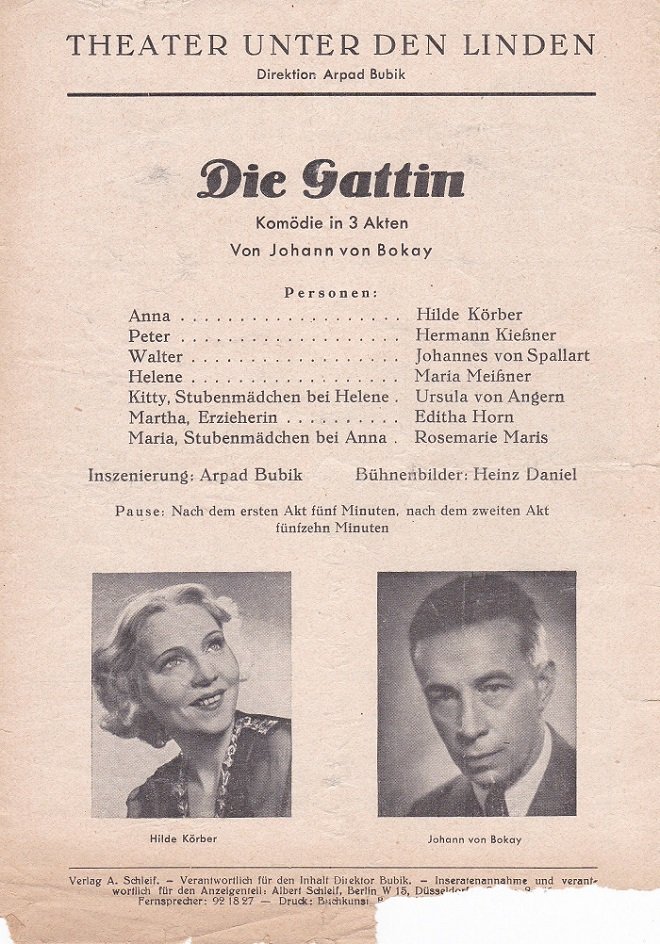 THEATER UNTER DEN LINDEN
Direktion Arpad Bubik
Die Gattin
Komödie in 3 Akten
Von Johann von Bokay
Personen:
Anna . . . . . . . . . . . . . . . . . . . . Hilde Körber
Peter . . . . . . . . . . . . . . . . . . . . Hermann Kießner
Walter . . . . . . . . . . . . . . . . . . . Johannes von Spallart
Helene . . . . . . . . . . . . . . . . . . . Maria Meißner
Kitty, Stubenmädchen bei Helene . Ursula von Angern
Martha, Erzieherin . . . . . . . . . . Editha Horn
Maria, Stubenmädchen bei Anna . Rosemarie Maris
Inszenierung: Arpad Bubik Bühnenbilder: Heinz Daniel
Pause: Nach dem ersten Akt fünf Minuten, nach dem zweiten Akt
fünfzehn Minuten
Hilde Körber Johann von Bokay
Verlag A. Schleif. – Verantwortlich für den Inhalt Direktor Bubik. – Inseratenannahme und verant-
wortlich für den Anzeigenteil: Albert Schleif, Berlin W 15, Düsseldorf
Fernsprecher: 92 18 27 – Druck: Buchkunst